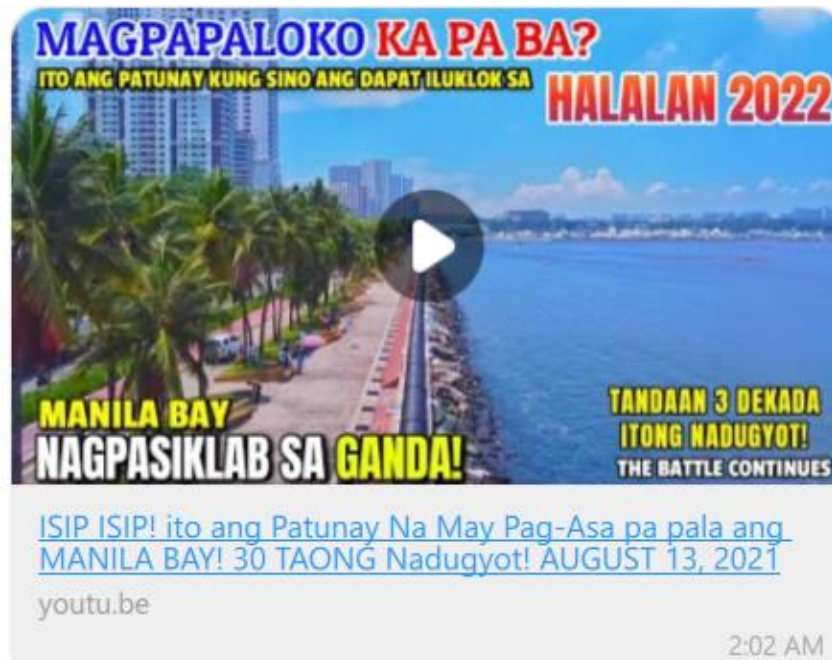 MAGPAPALOKO KA PA BA?
ITO ANG PATUNAY KUNG SINO ANG DAPAT ILUKLOK SA
HALALAN 2022
MANILA BAY
NAGPASIKLAB SA GANDA!
TANDAAN 3 DEKADA
ITONG NADUGYOT!
THE BATTLE CONTINUES
ISIP ISIP! ito ang Patunay Na May Pag-Asa pa pala ang
MANILA BAY! 30 TAONG Nadugyot! AUGUST 13, 2021
youtu.be
2:02 AM